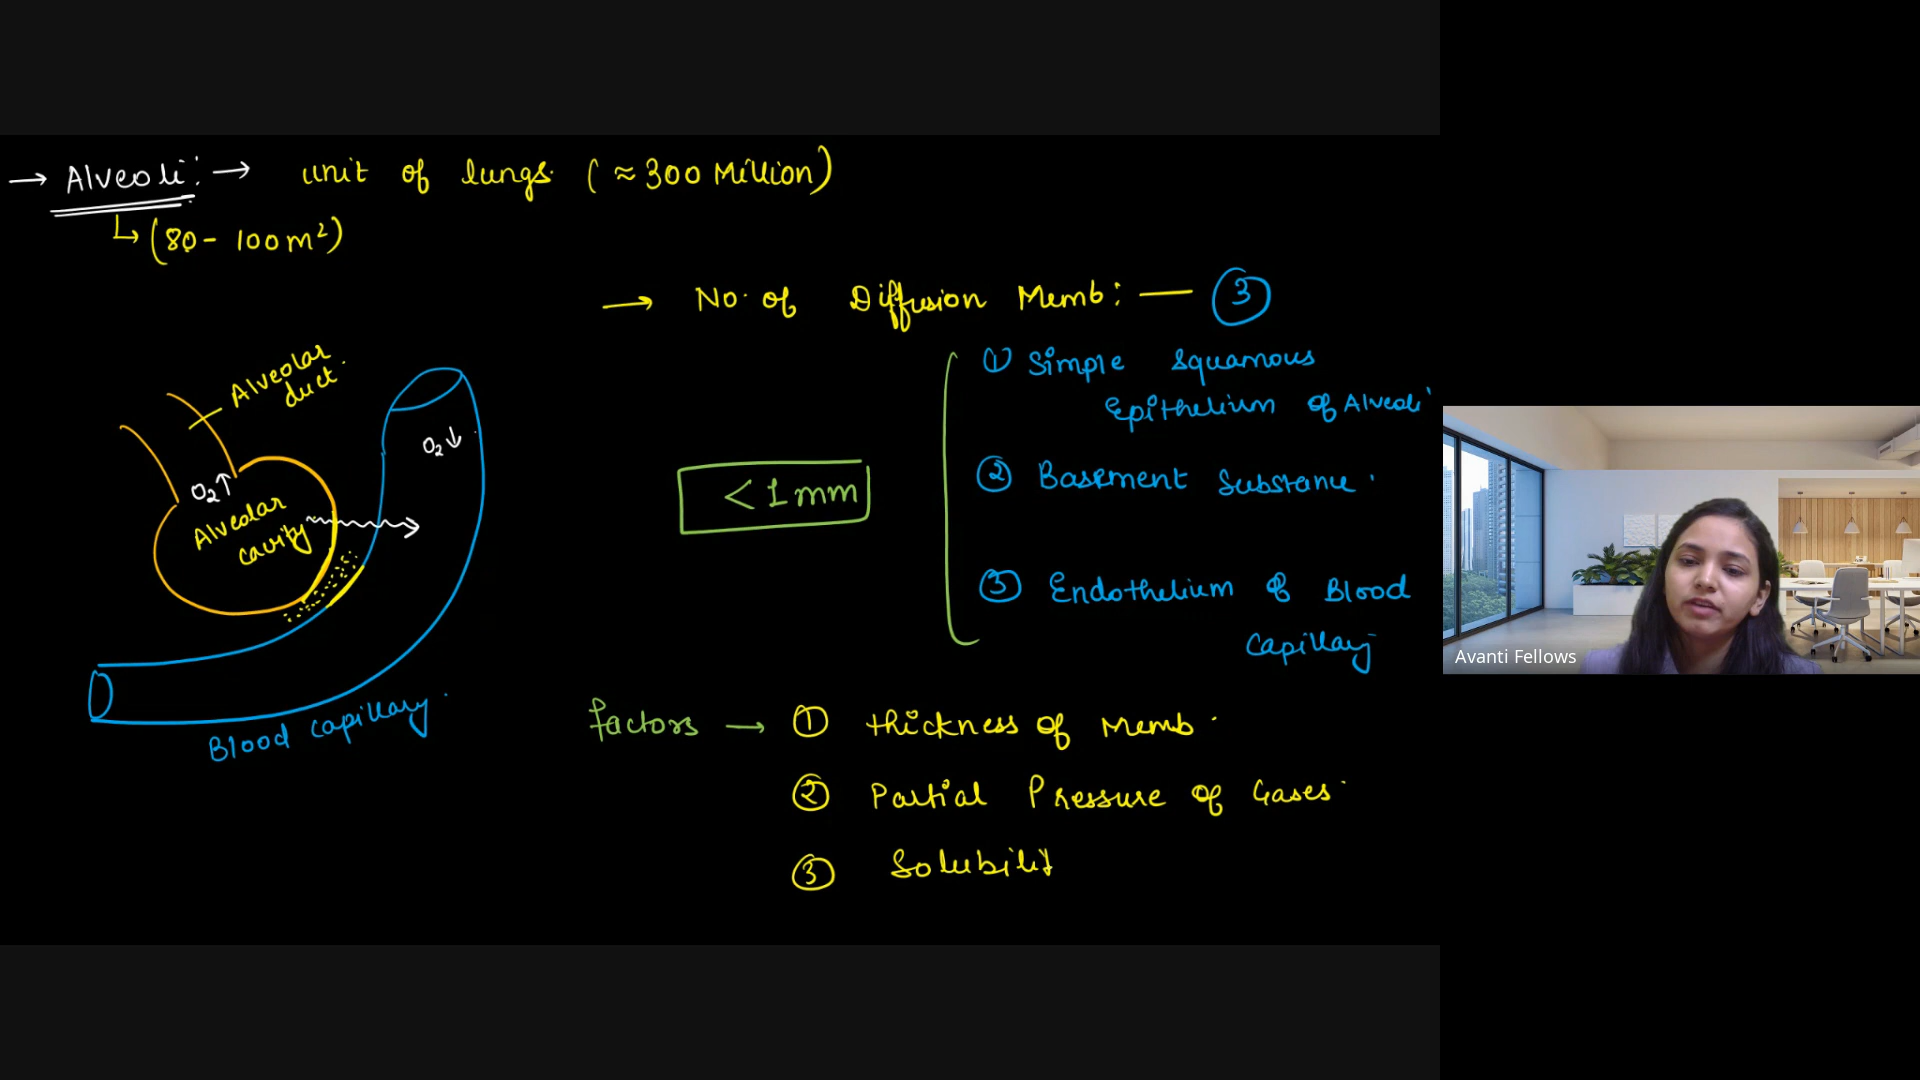 → Alveoli: → unit of lungs. (≈ 300 Million)
↳ (80 - 100 m²)
→ No. of Diffusion Memb: — ③
① Simple Squamous
Epithelium of Alveoli
② Basement Substance.
③ Endothelium of Blood
Capillary
< 1 mm
Alveolar
duct.
O₂↑
Alveolar
cavity
O₂↓
Blood capillary.
factors → ① thickness of Memb.
② Partial Pressure of Gases.
③ Solubilit
Avanti Fellows